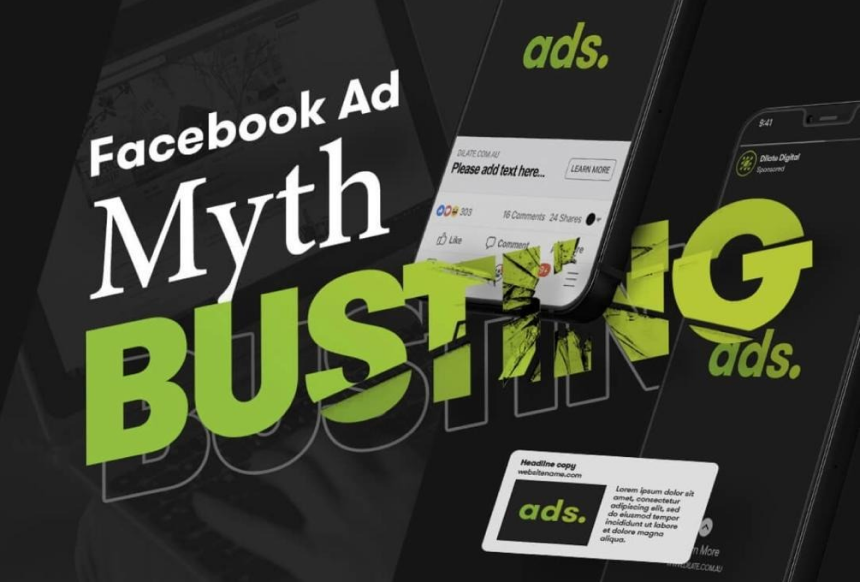 Facebook Ad
Myth
BUSTING
ads.
DILATE.COM.AU
Please add text here...
LEARN MORE
303
16 Comments 24 Shares
Like
Comment
9:41
Dilate Digital
Sponsored
ads.
Headline copy
websitename.com
ads.
Lorem ipsum dolor sit
amet, consectetur
adipiscing elit, sed
do eiusmod tempor
incididunt ut labore
et dolore magna
aliqua.
More